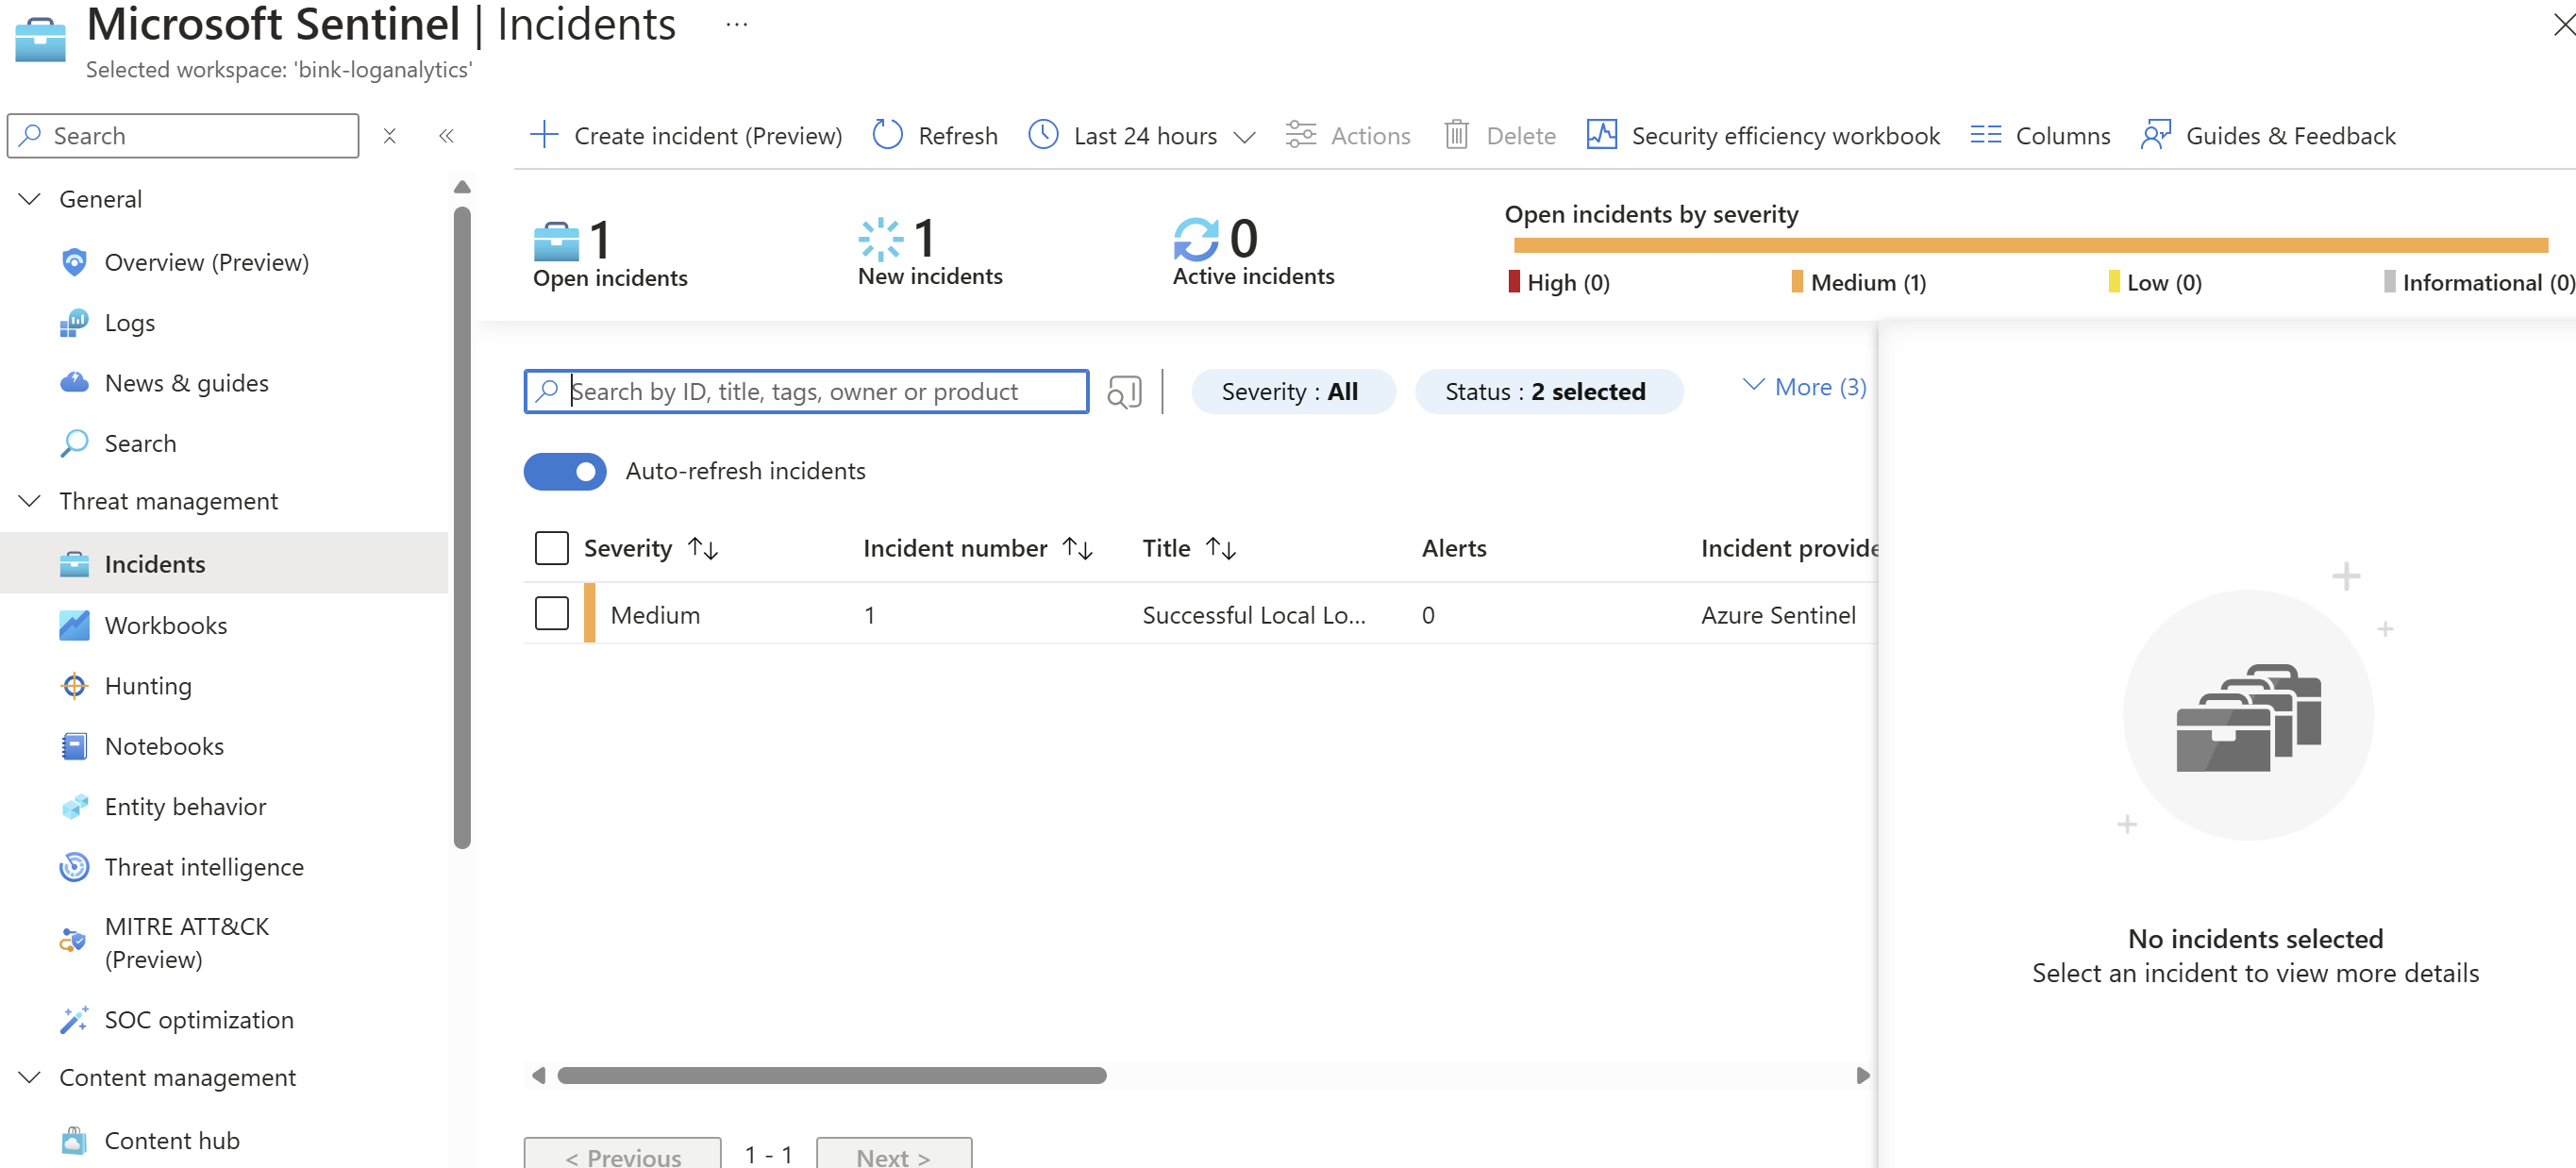 Microsoft Sentinel | Incidents ...
Selected workspace: 'bink-loganalytics'
Search
Create incident (Preview) Refresh Last 24 hours Actions Delete Security efficiency workbook Columns Guides & Feedback
General
Overview (Preview)
Logs
News & guides
Search
Threat management
Incidents
Workbooks
Hunting
Notebooks
Entity behavior
Threat intelligence
MITRE ATT&CK
(Preview)
SOC optimization
Content management
Content hub
1
Open incidents
1
New incidents
0
Active incidents
Open incidents by severity
High (0) Medium (1) Low (0) Informational (0)
Search by ID, title, tags, owner or product
Severity : All
Status : 2 selected
More (3)
Auto-refresh incidents
Severity Incident number Title Alerts Incident provide
Medium 1 Successful Local Lo... 0 Azure Sentinel
< Previous 1 - 1 Next >
No incidents selected
Select an incident to view more details